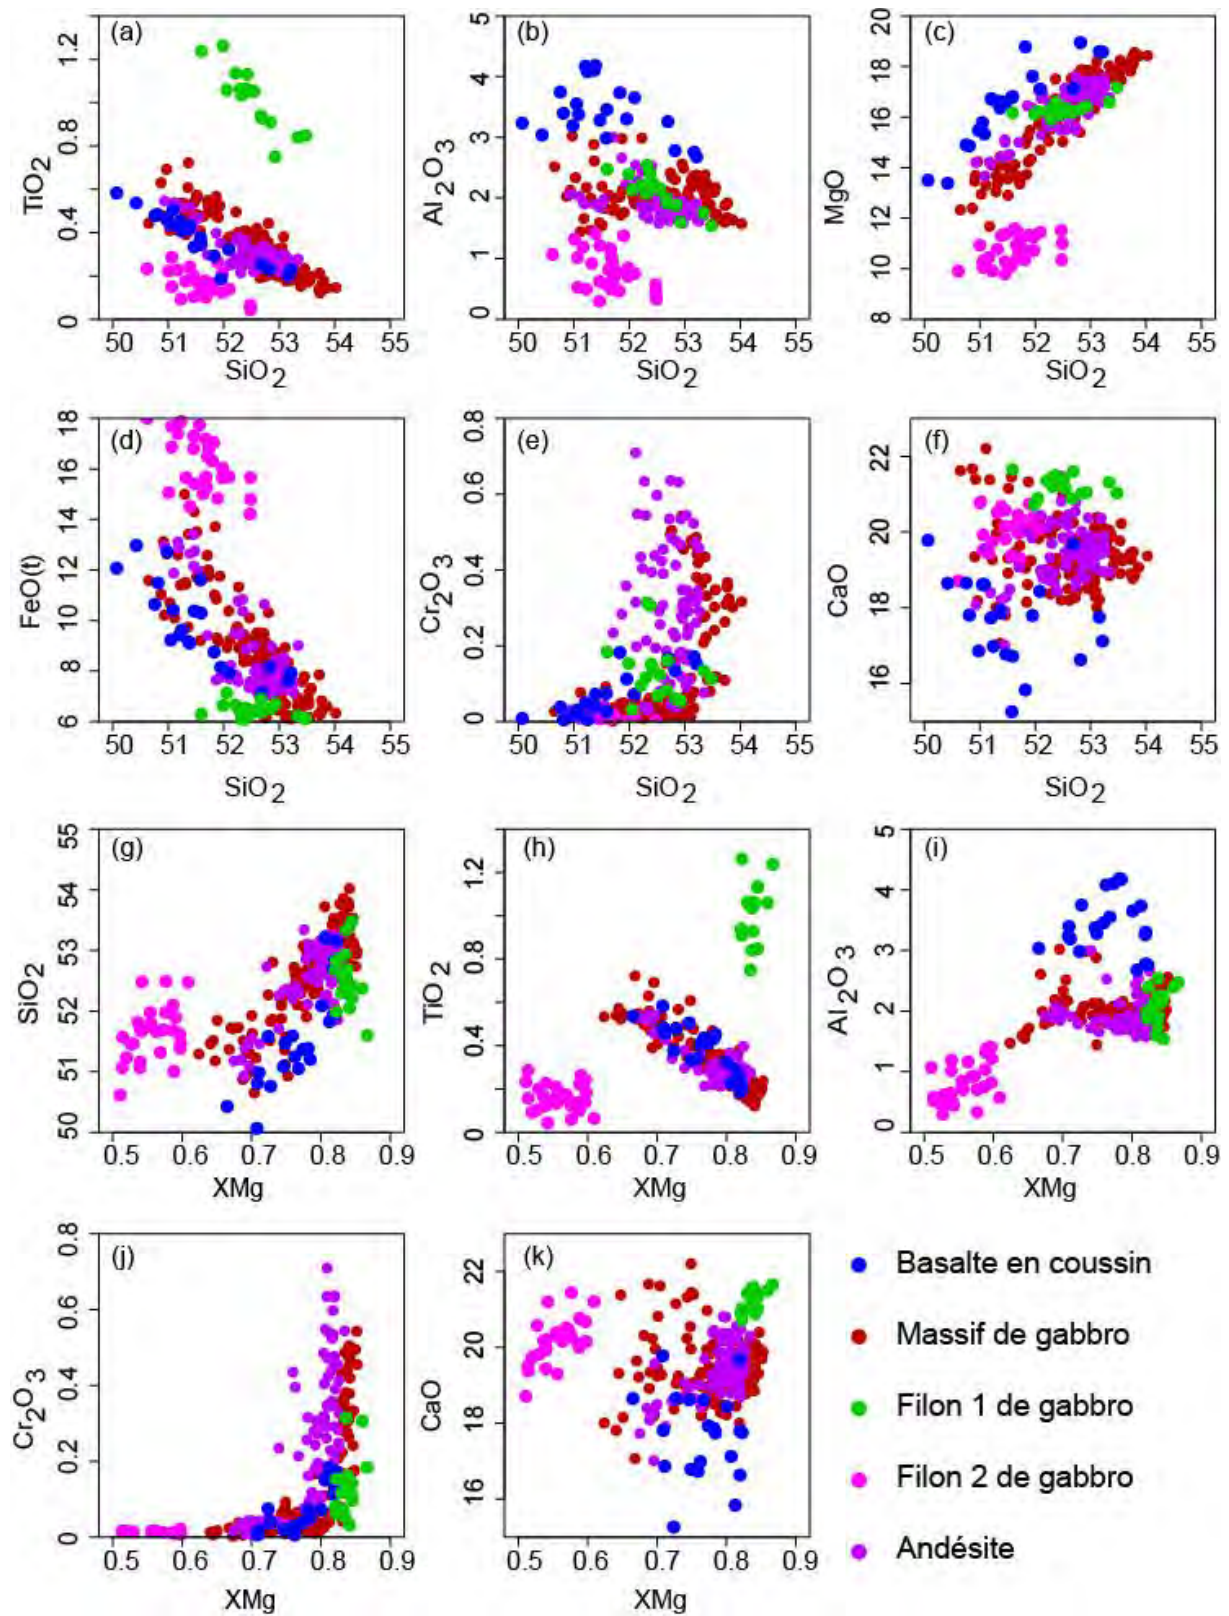 (a)
TiO2
0 0.4 0.8 1.2
50 51 52 53 54 55
SiO2
(b)
Al2O3
0 1 2 3 4 5
50 51 52 53 54 55
SiO2
(c)
MgO
8 10 12 14 16 18 20
50 51 52 53 54 55
SiO2
(d)
FeO(t)
6 8 10 12 14 16 18
50 51 52 53 54 55
SiO2
(e)
Cr2O3
0 0.2 0.4 0.6 0.8
50 51 52 53 54 55
SiO2
(f)
CaO
16 18 20 22
50 51 52 53 54 55
SiO2
(g)
SiO2
50 51 52 53 54 55
0.5 0.6 0.7 0.8 0.9
XMg
(h)
TiO2
0 0.4 0.8 1.2
0.5 0.6 0.7 0.8 0.9
XMg
(i)
Al2O3
0 1 2 3 4 5
0.5 0.6 0.7 0.8 0.9
XMg
(j)
Cr2O3
0 0.2 0.4 0.6 0.8
0.5 0.6 0.7 0.8 0.9
XMg
(k)
CaO
16 18 20 22
0.5 0.6 0.7 0.8 0.9
XMg
Basalte en coussin
Massif de gabbro
Filon 1 de gabbro
Filon 2 de gabbro
Andésite